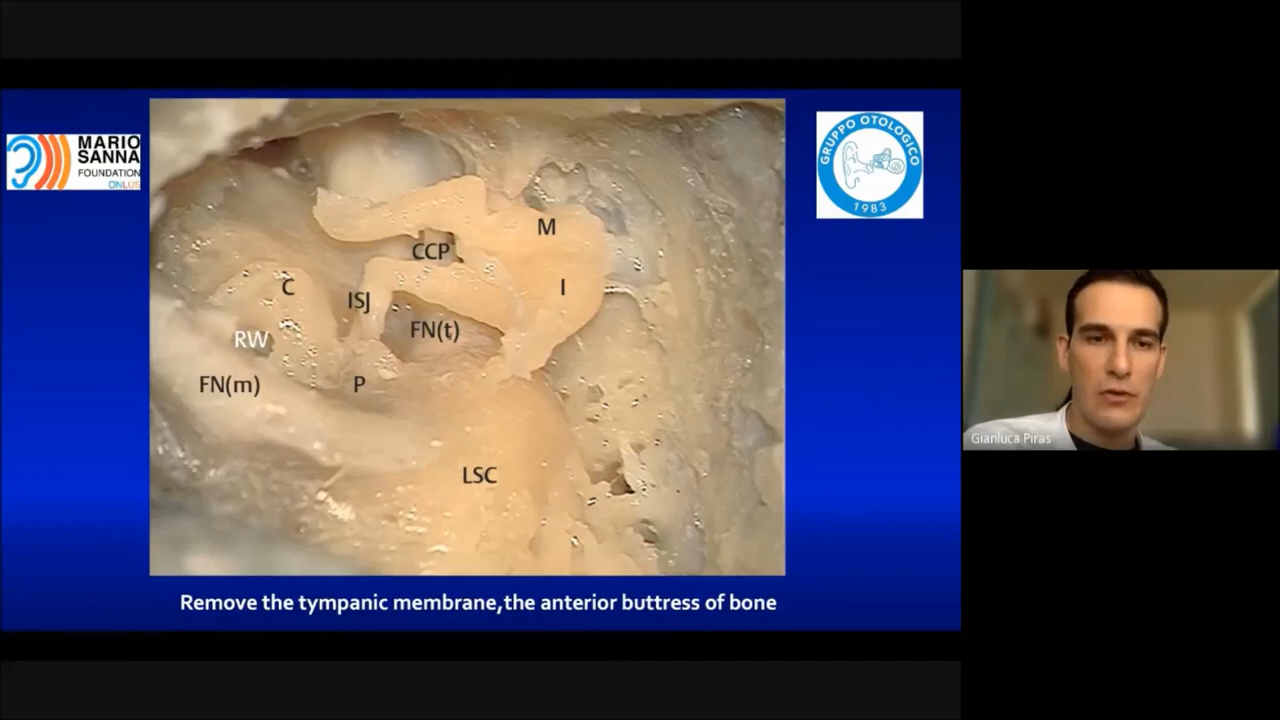 MARIO
SANNA
FOUNDATION
ONLUS
GRUPPO OTOLOGICO
1983
M
CCP
C
I
ISJ
FN(t)
RW
FN(m)
P
LSC
Gianluca Piras
Remove the tympanic membrane,the anterior buttress of bone